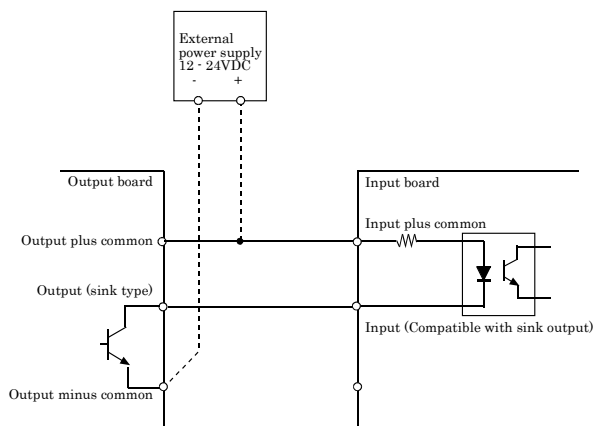 External
power supply
12 - 24VDC
- +
Output board
Input board
Input plus common
Output plus common
Output (sink type)
Input (Compatible with sink output)
Output minus common